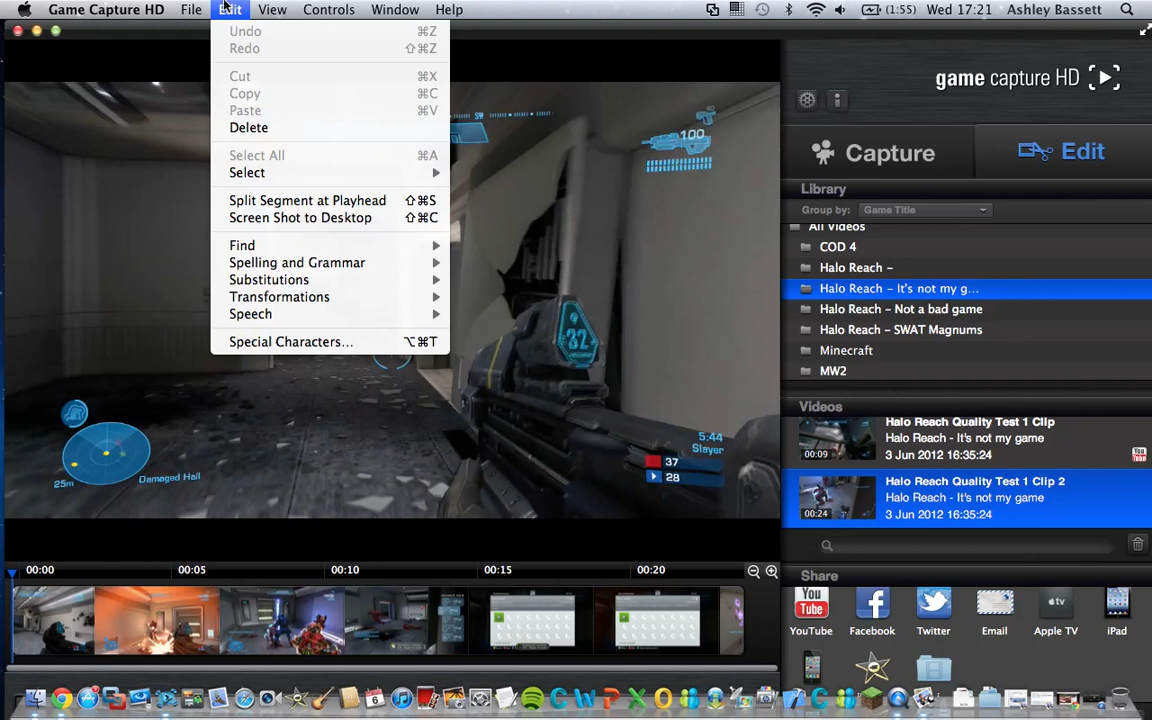 Game Capture HD File Edit View Controls Window Help (1:55) Wed 17:21 Ashley Bassett
Undo ⌘Z
Redo ⇧⌘Z
Cut ⌘X
Copy ⌘C
Paste ⌘V
Delete
Select All ⌘A
Select
Split Segment at Playhead ⇧⌘S
Screen Shot to Desktop ⇧⌘C
Find
Spelling and Grammar
Substitutions
Transformations
Speech
Special Characters... ⌥⌘T
SW
100
32
5:44
Slayer
37
28
25m
Damaged Hall
game capture HD
Capture
Edit
Library
Group by: Game Title
All Videos
COD 4
Halo Reach -
Halo Reach - It's not my g...
Halo Reach - Not a bad game
Halo Reach - SWAT Magnums
Minecraft
MW2
Videos
Halo Reach Quality Test 1 Clip
Halo Reach - It's not my game
3 Jun 2012 16:35:24
00:09
You Tube
Halo Reach Quality Test 1 Clip 2
Halo Reach - It's not my game
3 Jun 2012 16:35:24
00:24
00:00 00:05 00:10 00:15 00:20
Share
You Tube
tv
YouTube Facebook Twitter Email Apple TV iPad